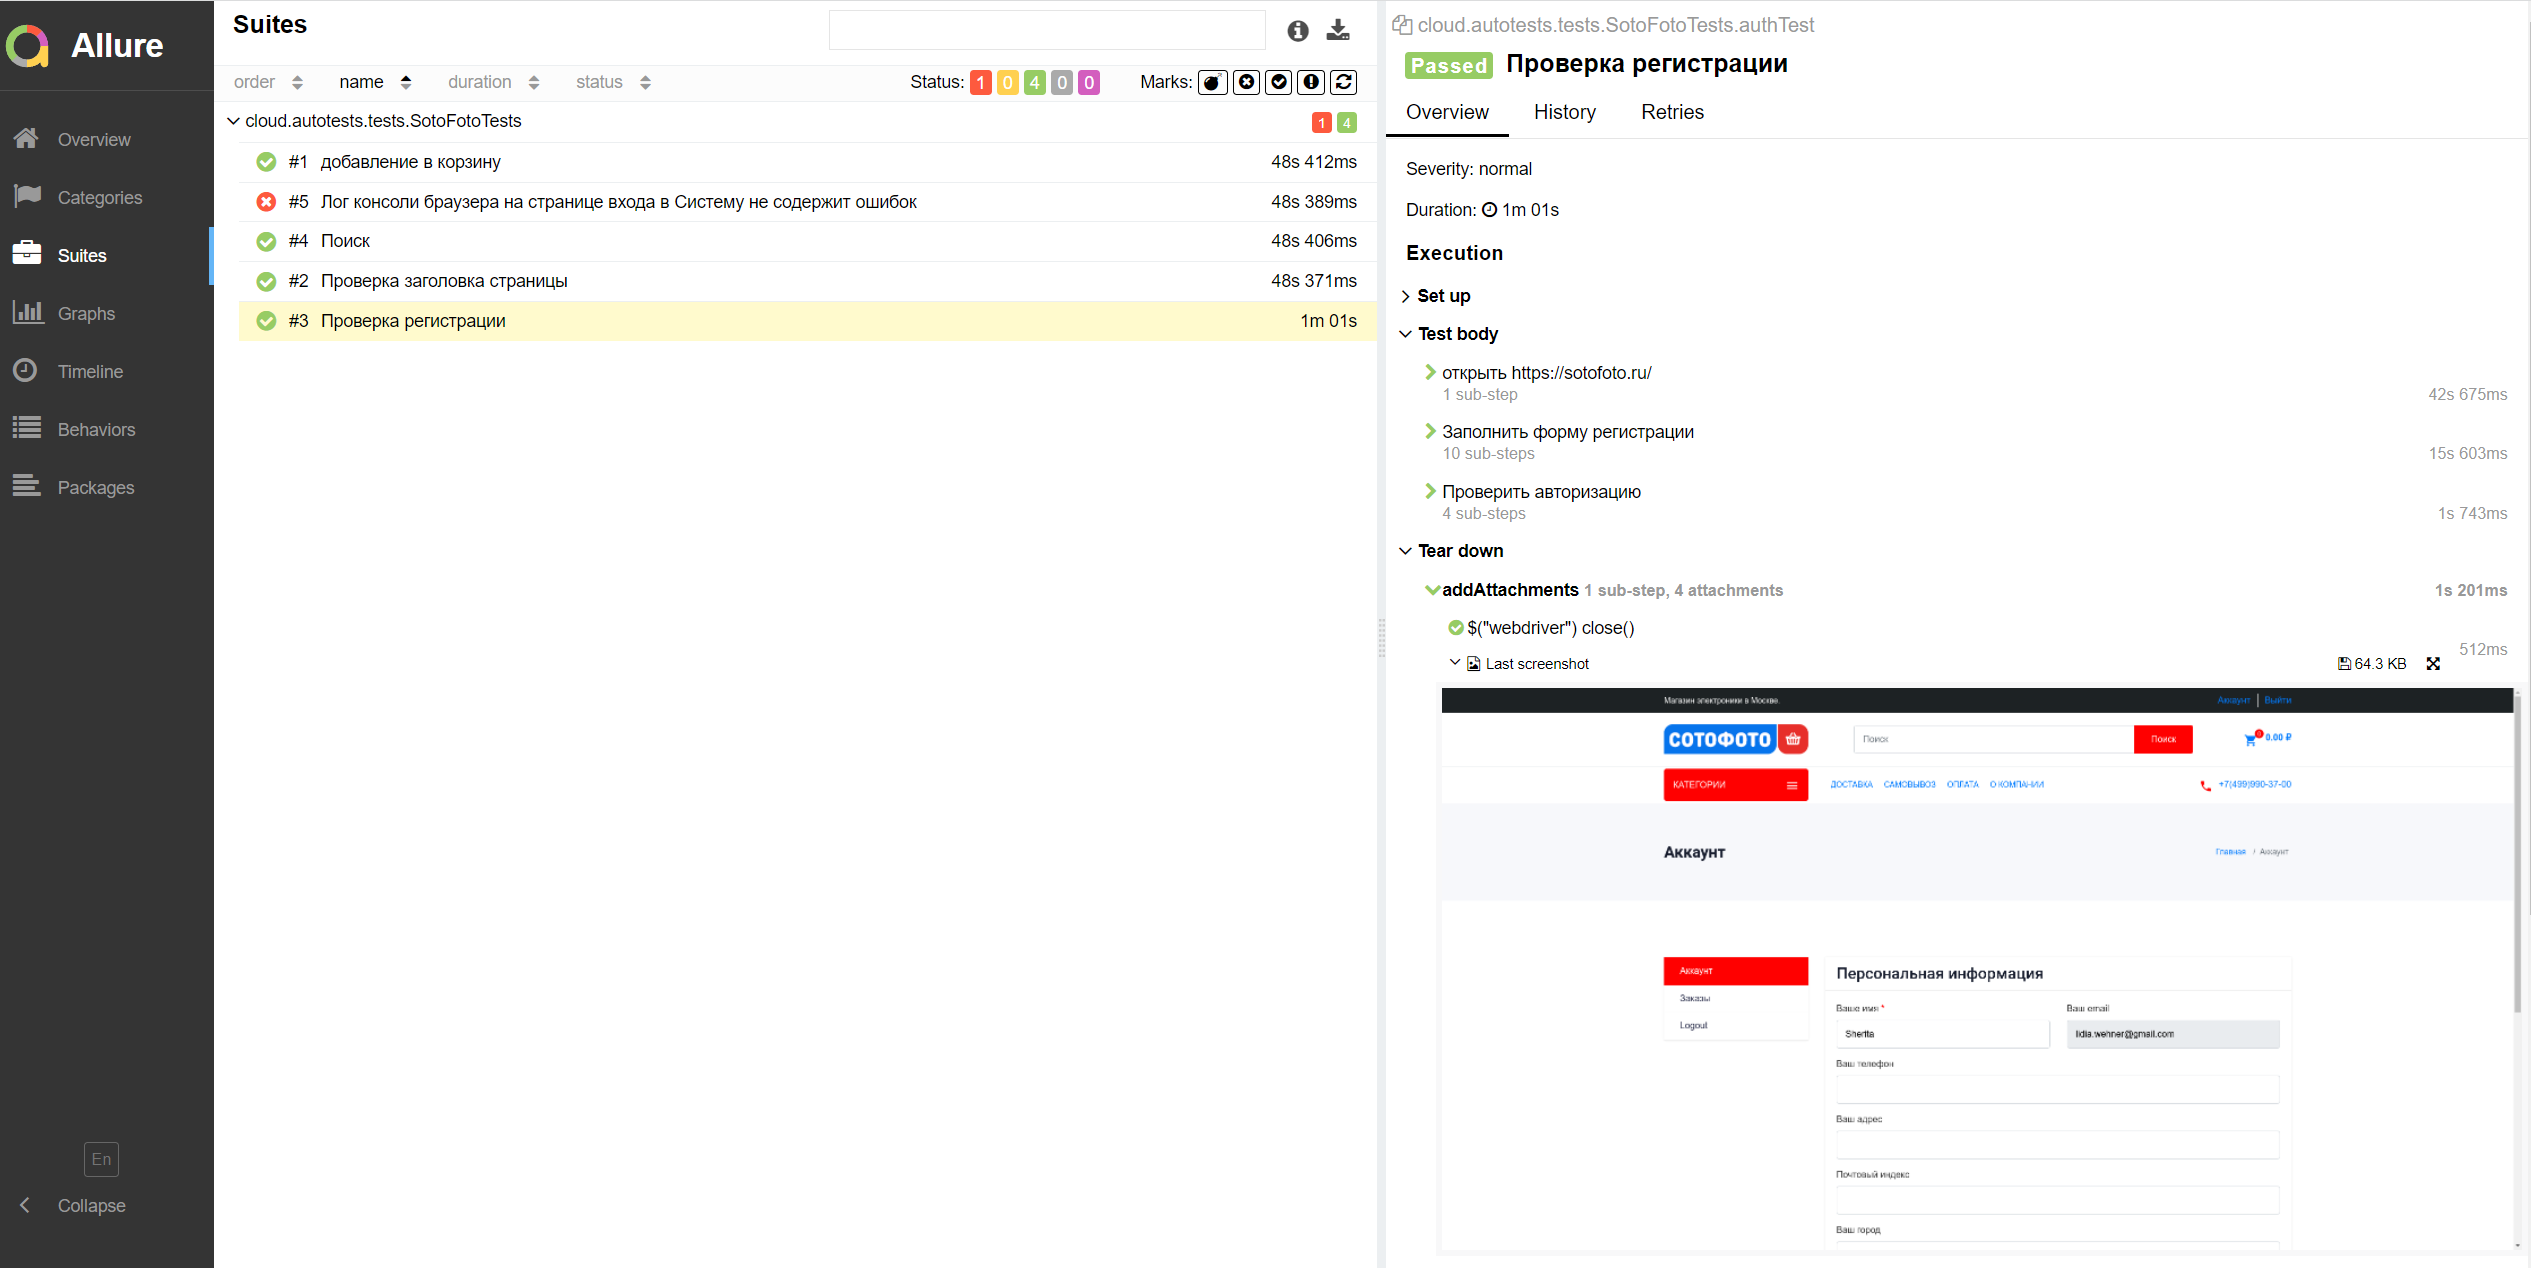 Allure
Overview
Categories
Suites
Graphs
Timeline
Behaviors
Packages
En
Collapse
Suites
order name duration status Status: 1 0 4 0 0 Marks:
cloud.autotests.tests.SotoFotoTests 1 4
#1 добавление в корзину 48s 412ms
#5 Лог консоли браузера на странице входа в Систему не содержит ошибок 48s 389ms
#4 Поиск 48s 406ms
#2 Проверка заголовка страницы 48s 371ms
#3 Проверка регистрации 1m 01s
cloud.autotests.tests.SotoFotoTests.authTest
Passed Проверка регистрации
Overview History Retries
Severity: normal
Duration: 1m 01s
Execution
Set up
Test body
открыть https://sotofoto.ru/
1 sub-step 42s 675ms
Заполнить форму регистрации
10 sub-steps 15s 603ms
Проверить авторизацию
4 sub-steps 1s 743ms
Tear down
addAttachments 1 sub-step, 4 attachments 1s 201ms
$("webdriver") close()
512ms
Last screenshot 64.3 KB
Магазин электроники в Москве. Аккаунт | Выйти
СОТОФОТО Поиск Поиск 0 0.00 ₽
КАТЕГОРИИ ДОСТАВКА САМОВЫВОЗ ОПЛАТА О КОМПАНИИ +7(499)990-37-00
Аккаунт Главная / Аккаунт
Аккаунт
Заказы
Logout
Персональная информация
Ваше имя * Ваш email
Sherita lidia.wehner@gmail.com
Ваш телефон
Ваш адрес
Почтовый индекс
Ваш город